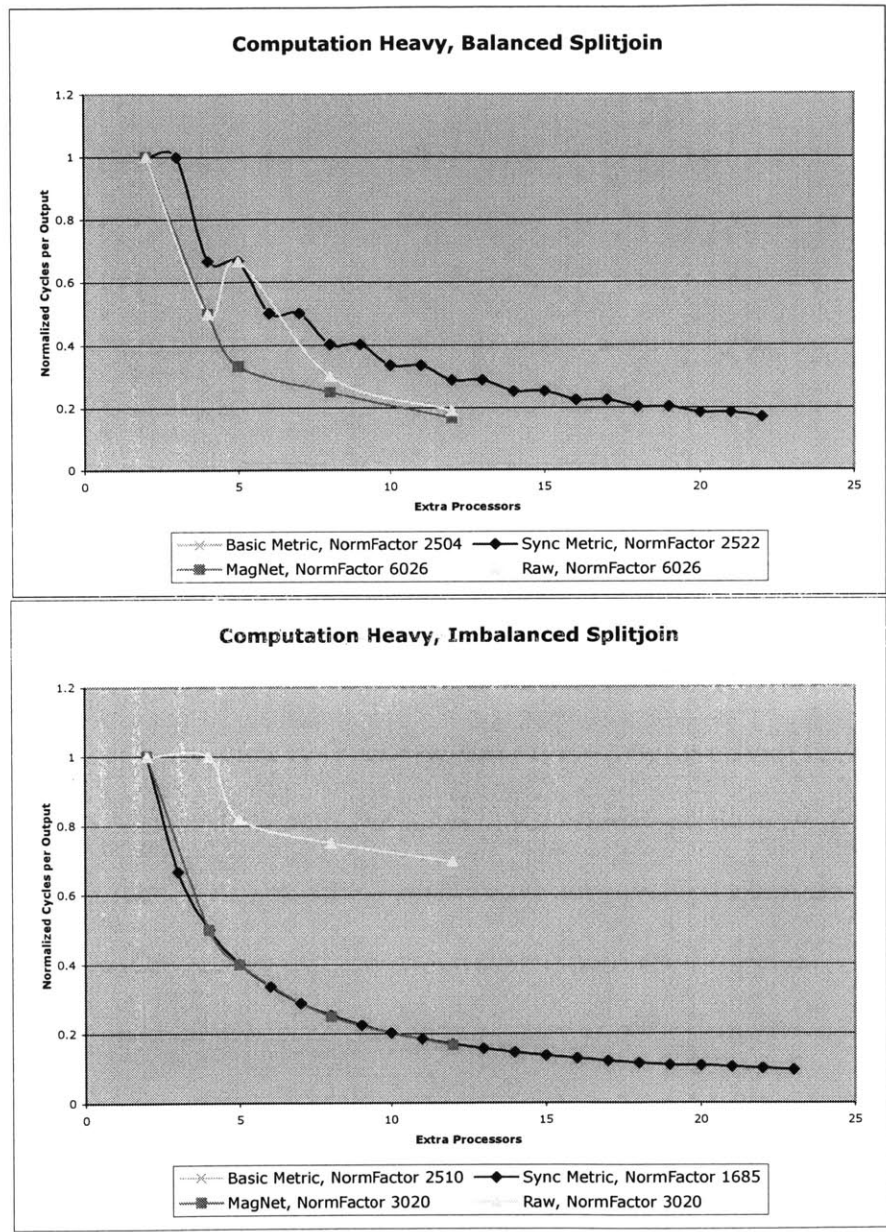 Computation Heavy, Balanced Splitjoin
1.2
1
0.8
0.6
0.4
0.2
0
Normalized Cycles per Output
0 5 10 15 20 25
Extra Processors
Basic Metric, NormFactor 2504 Sync Metric, NormFactor 2522
MagNet, NormFactor 6026 Raw, NormFactor 6026
Computation Heavy, Imbalanced Splitjoin
1.2
1
0.8
0.6
0.4
0.2
0
Normalized Cycles per Output
0 5 10 15 20 25
Extra Processors
Basic Metric, NormFactor 2510 Sync Metric, NormFactor 1685
MagNet, NormFactor 3020 Raw, NormFactor 3020